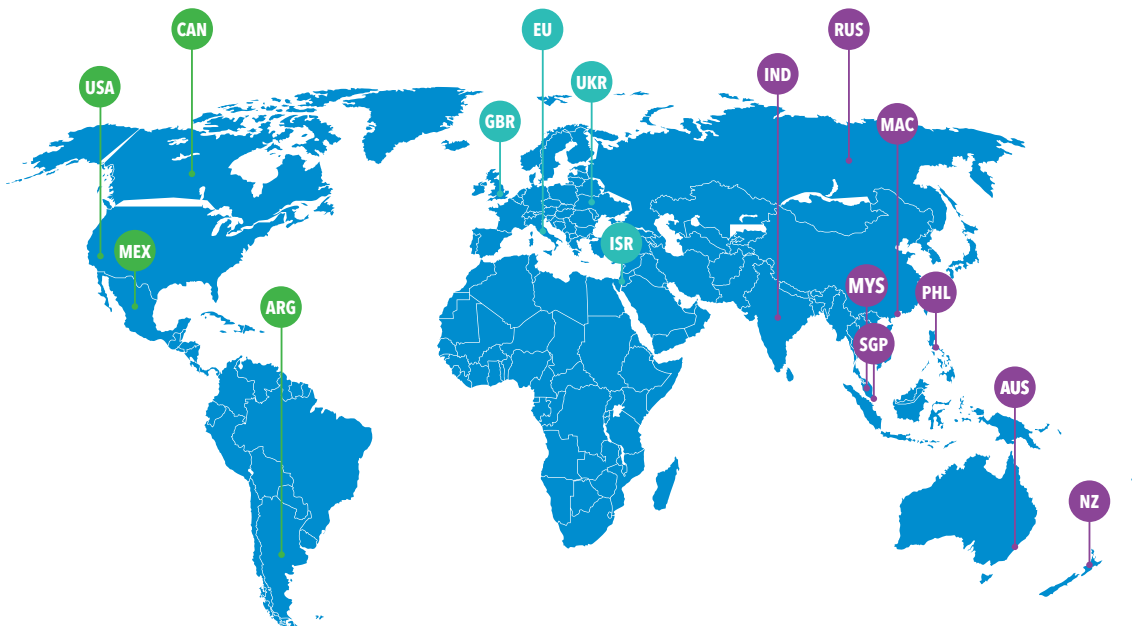 CAN
EU
RUS
IND
UKR
USA
GBR
MAC
ISR
MEX
MYS
PHL
ARG
SGP
AUS
NZ